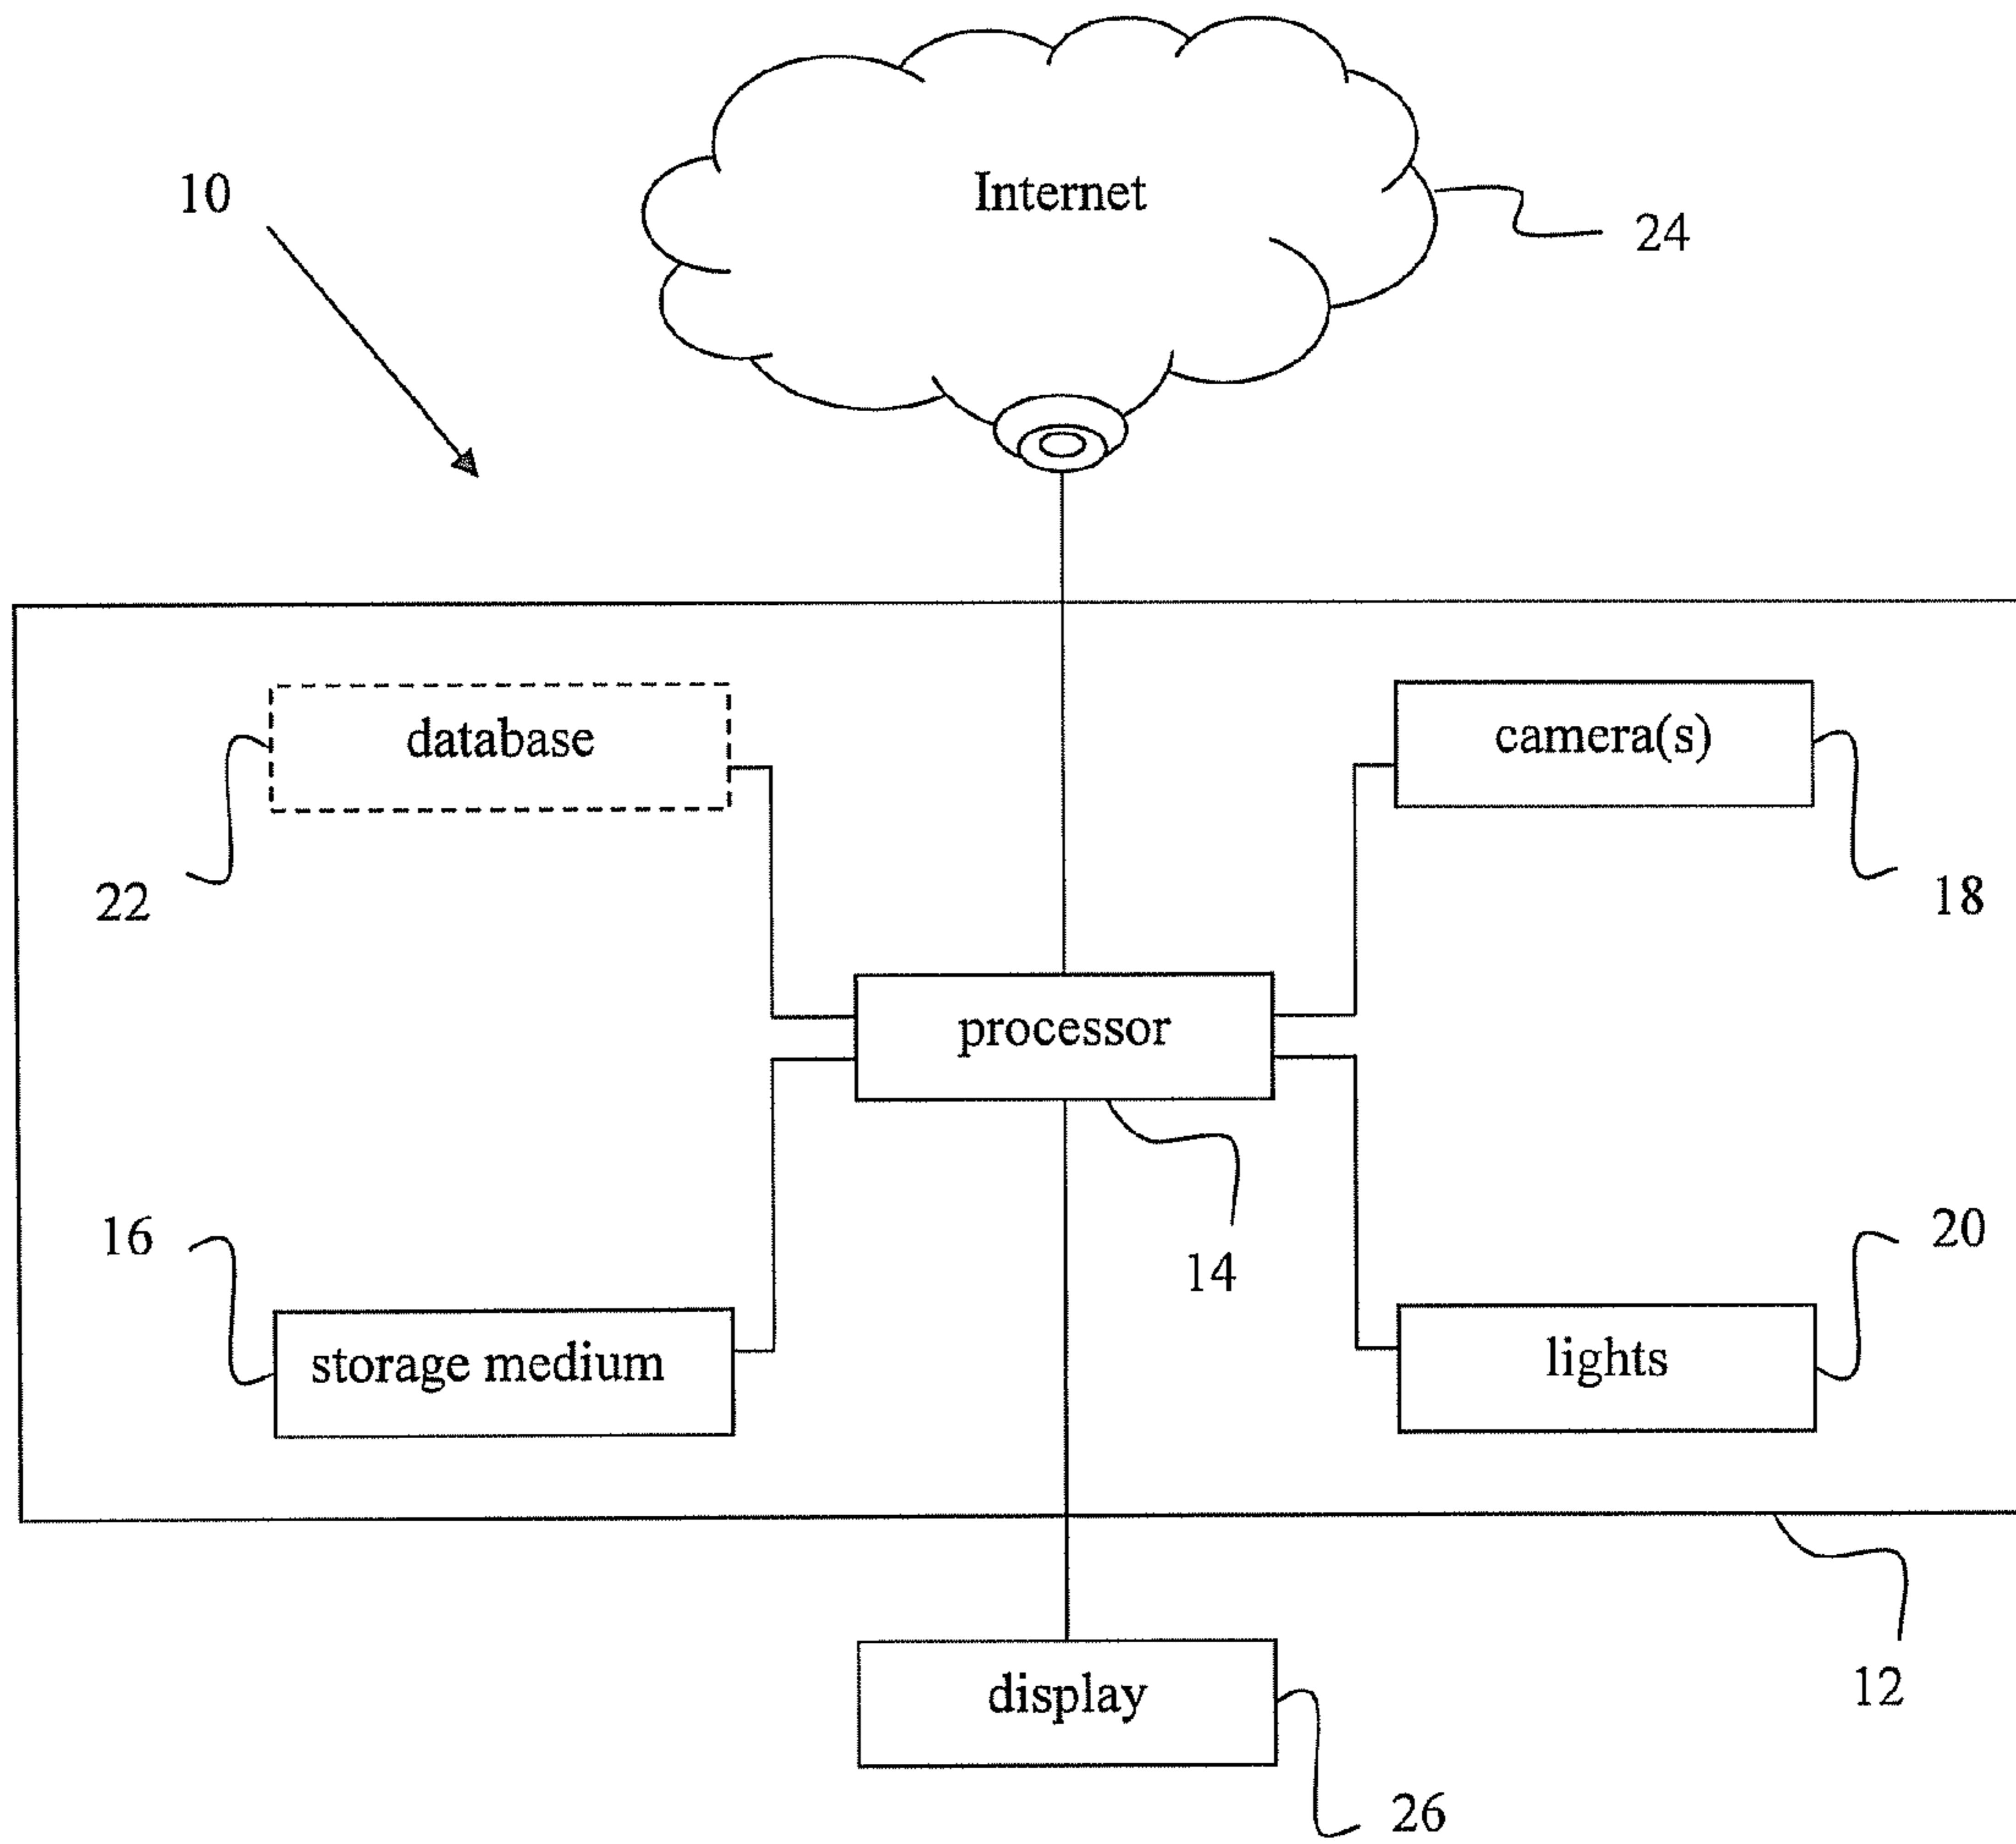 Internet
10
24
database
camera(s)
22
18
processor
14
16
20
storage medium
lights
12
display
26